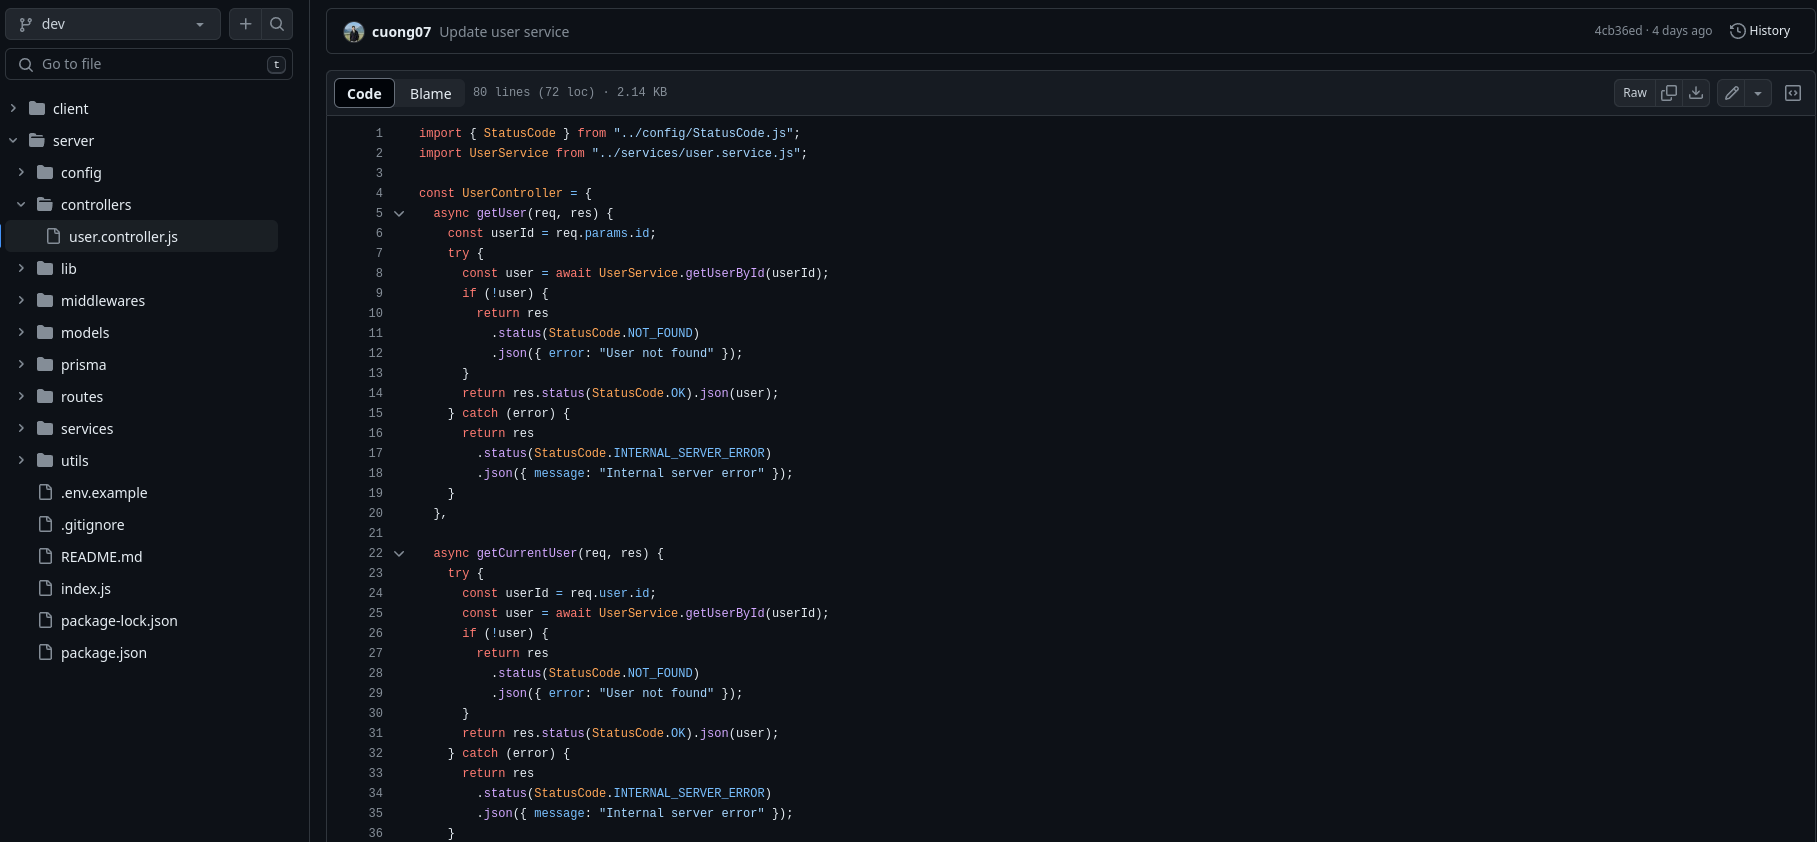 dev
Go to file
t
client
server
config
controllers
user.controller.js
lib
middlewares
models
prisma
routes
services
utils
.env.example
.gitignore
README.md
index.js
package-lock.json
package.json
cuong07 Update user service
4cb36ed · 4 days ago
History
Code Blame 80 lines (72 loc) · 2.14 KB
Raw
1 import { StatusCode } from "../config/StatusCode.js";
2 import UserService from "../services/user.service.js";
3
4 const UserController = {
5 async getUser(req, res) {
6 const userId = req.params.id;
7 try {
8 const user = await UserService.getUserById(userId);
9 if (!user) {
10 return res
11 .status(StatusCode.NOT_FOUND)
12 .json({ error: "User not found" });
13 }
14 return res.status(StatusCode.OK).json(user);
15 } catch (error) {
16 return res
17 .status(StatusCode.INTERNAL_SERVER_ERROR)
18 .json({ message: "Internal server error" });
19 }
20 },
21
22 async getCurrentUser(req, res) {
23 try {
24 const userId = req.user.id;
25 const user = await UserService.getUserById(userId);
26 if (!user) {
27 return res
28 .status(StatusCode.NOT_FOUND)
29 .json({ error: "User not found" });
30 }
31 return res.status(StatusCode.OK).json(user);
32 } catch (error) {
33 return res
34 .status(StatusCode.INTERNAL_SERVER_ERROR)
35 .json({ message: "Internal server error" });
36 }